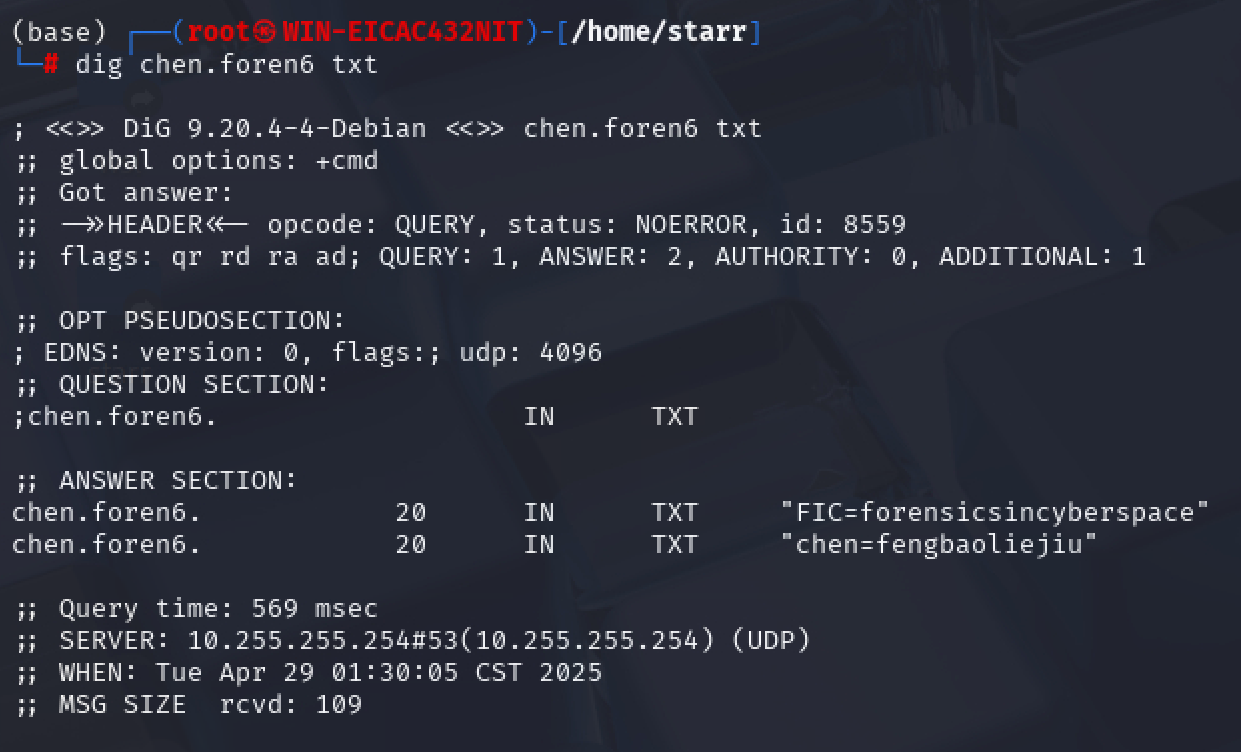 (base) ┌──(root㉿WIN-EICAC432NIT)-[/home/starr]
└─# dig chen.foren6 txt
; <<>> DiG 9.20.4-4-Debian <<>> chen.foren6 txt
;; global options: +cmd
;; Got answer:
;; ->>HEADER<<- opcode: QUERY, status: NOERROR, id: 8559
;; flags: qr rd ra ad; QUERY: 1, ANSWER: 2, AUTHORITY: 0, ADDITIONAL: 1
;; OPT PSEUDOSECTION:
; EDNS: version: 0, flags:; udp: 4096
;; QUESTION SECTION:
;chen.foren6. IN TXT
;; ANSWER SECTION:
chen.foren6. 20 IN TXT "FIC=forensicsincyberspace"
chen.foren6. 20 IN TXT "chen=fengbaoliejiu"
;; Query time: 569 msec
;; SERVER: 10.255.255.254#53(10.255.255.254) (UDP)
;; WHEN: Tue Apr 29 01:30:05 CST 2025
;; MSG SIZE rcvd: 109